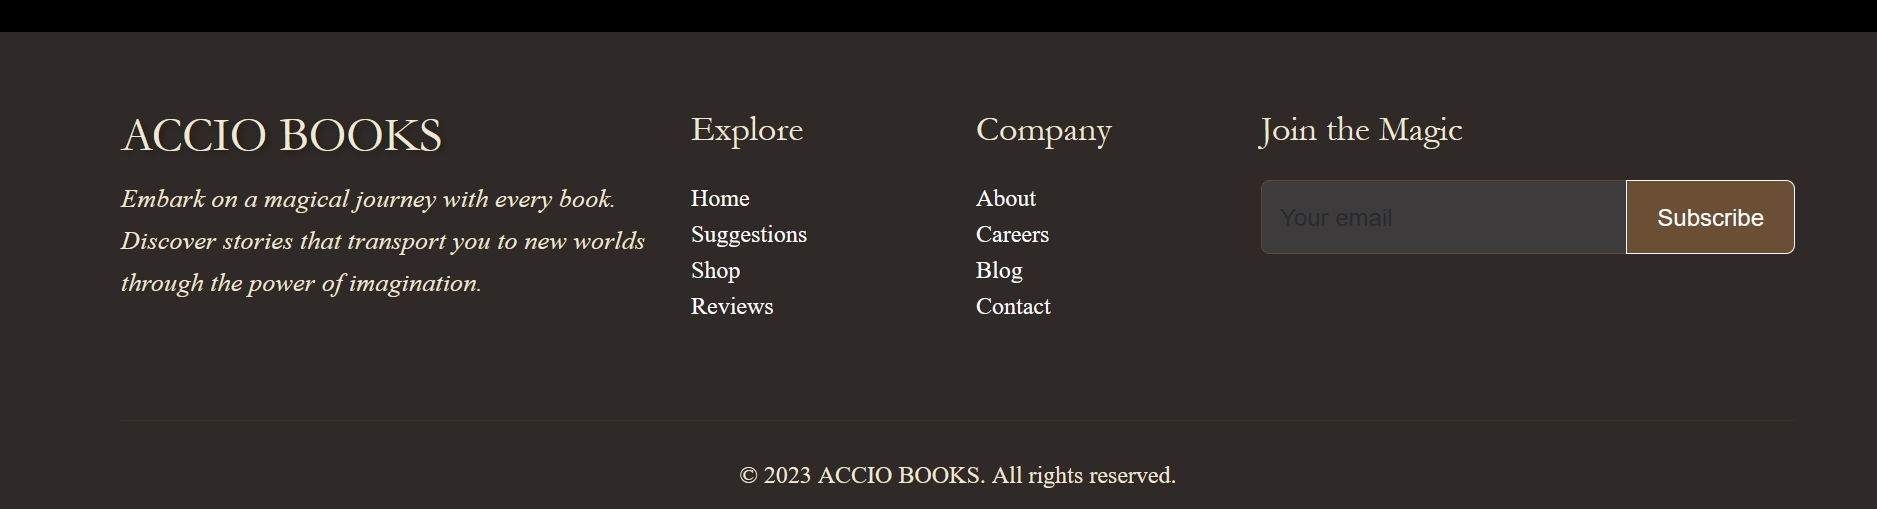 ACCIO BOOKS
Embark on a magical journey with every book.
Discover stories that transport you to new worlds
through the power of imagination.
Explore
Home
Suggestions
Shop
Reviews
Company
About
Careers
Blog
Contact
Join the Magic
Your email
Subscribe
© 2023 ACCIO BOOKS. All rights reserved.